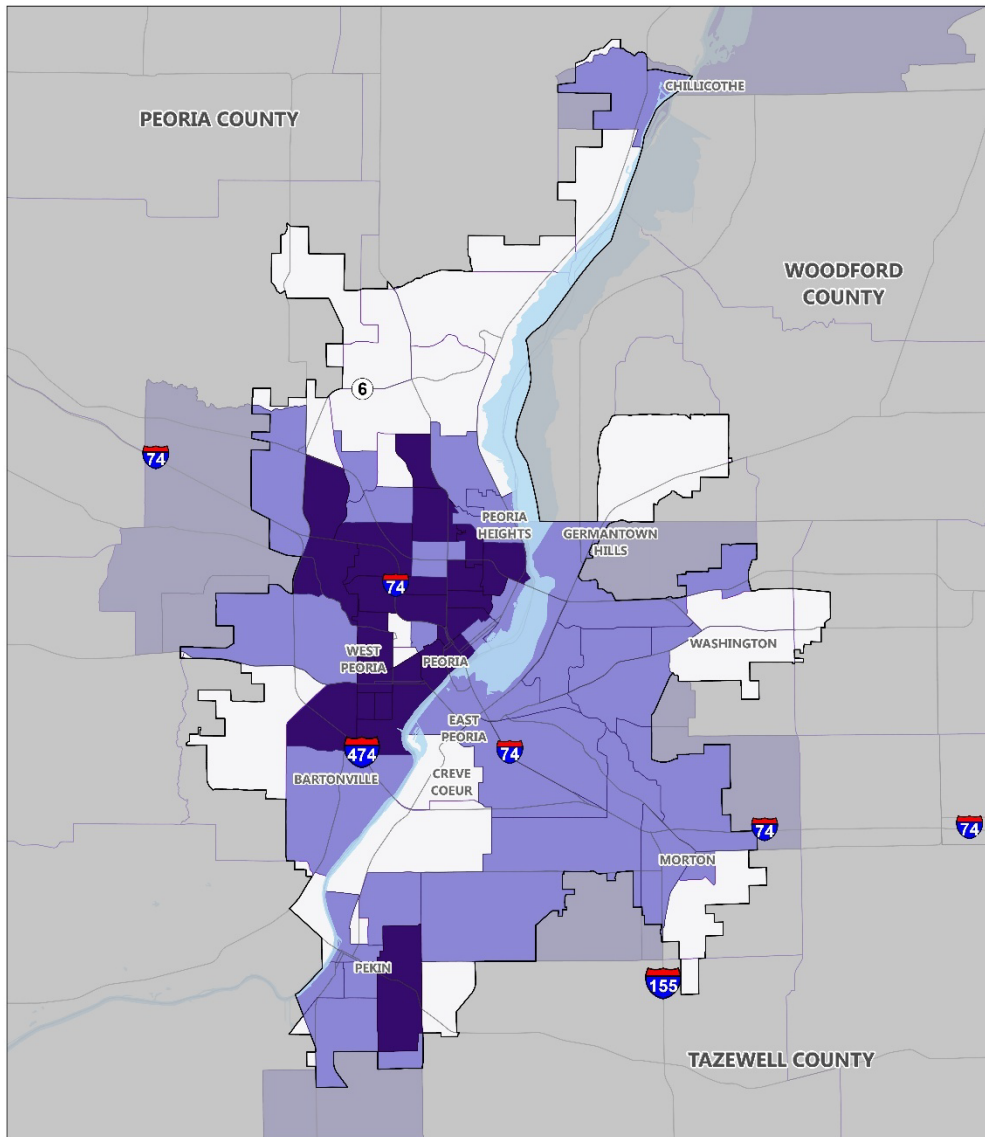 CHILLICOTHE
PEORIA COUNTY
WOODFORD
COUNTY
6
74
PEORIA
HEIGHTS
GERMANTOWN
HILLS
74
WEST
PEORIA
PEORIA
WASHINGTON
EAST
PEORIA
474
74
BARTONVILLE
CREVE
COEUR
74
74
MORTON
PEKIN
155
TAZEWELL COUNTY